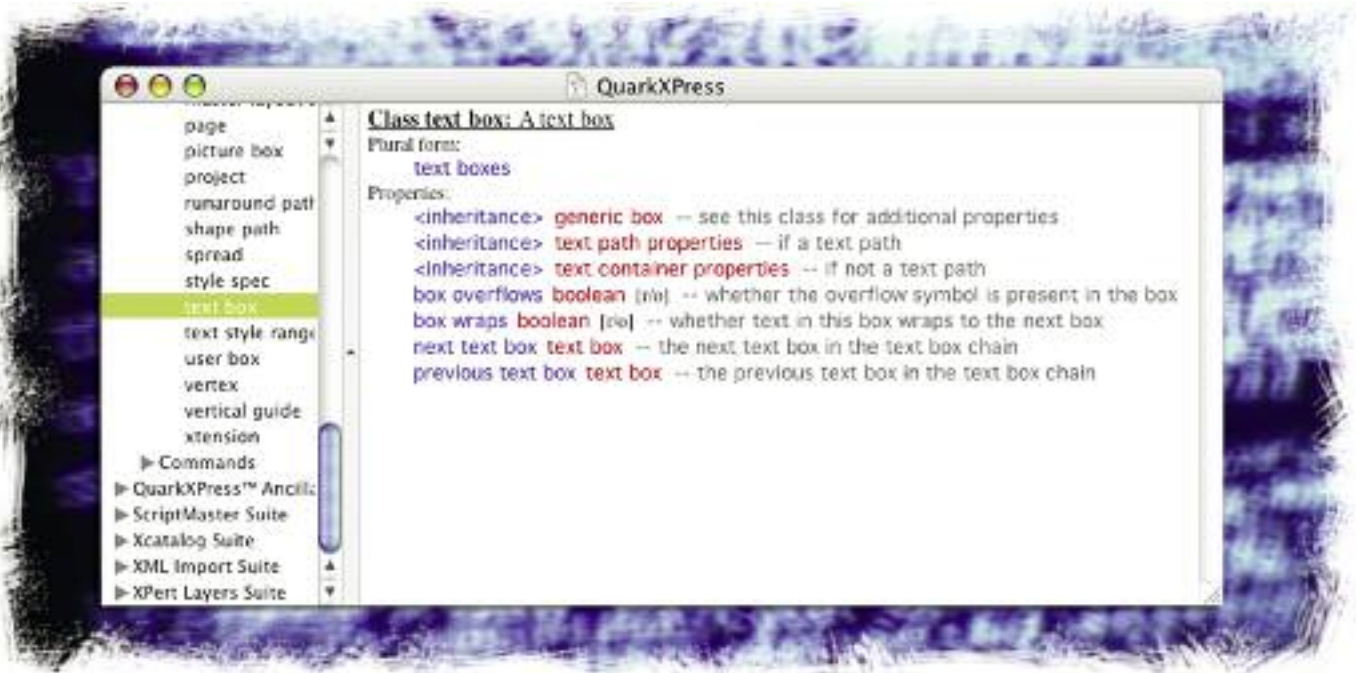 QuarkXPress
page
picture box
project
runaround path
shape path
spread
style spec
text box
text style range
user box
vertex
vertical guide
xtension
Commands
QuarkXPress™ Ancilla
ScriptMaster Suite
Xcatalog Suite
XML Import Suite
XPert Layers Suite
Class text box: A text box
Plural form:
text boxes
Properties:
<inheritance> generic box -- see this class for additional properties
<inheritance> text path properties -- if a text path
<inheritance> text container properties -- if not a text path
box overflows boolean [r/o] -- whether the overflow symbol is present in the box
box wraps boolean [r/o] -- whether text in this box wraps to the next box
next text box text box -- the next text box in the text box chain
previous text box text box -- the previous text box in the text box chain